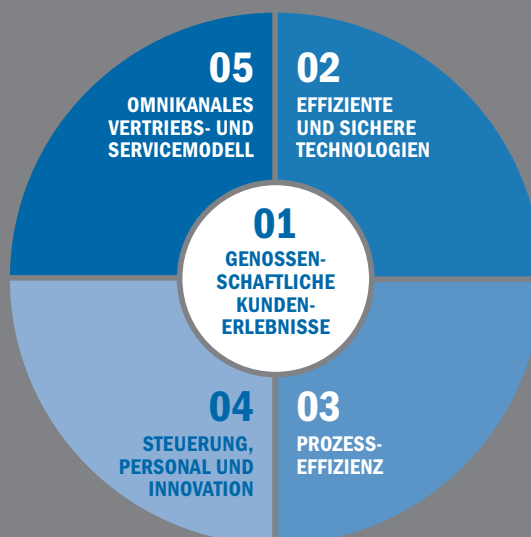 05
OMNIKANALES
VERTRIEBS- UND
SERVICEMODELL
02
EFFIZIENTE
UND SICHERE
TECHNOLOGIEN
01
GENOSSEN-
SCHAFTLICHE
KUNDEN-
ERLEBNISSE
04
STEUERUNG,
PERSONAL UND
INNOVATION
03
PROZESS-
EFFIZIENZ